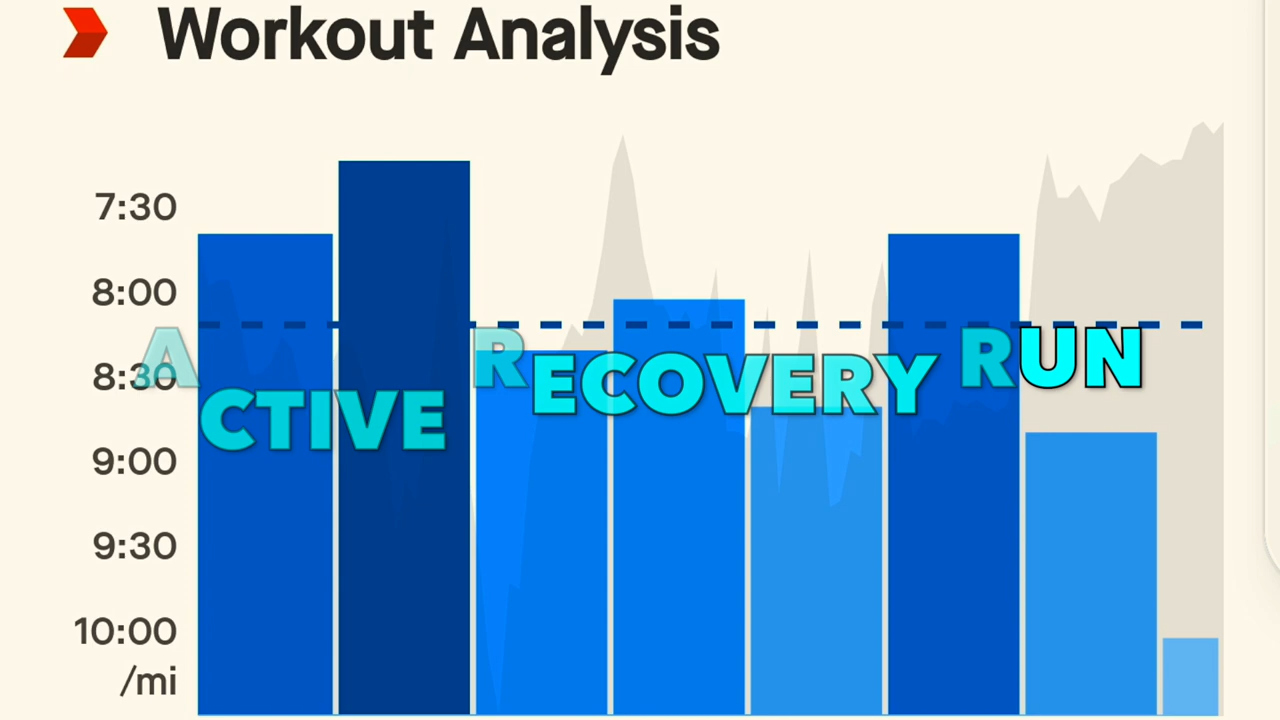 Workout Analysis
7:30
8:00
8:30
ACTIVE RECOVERY RUN
9:00
9:30
10:00
/mi